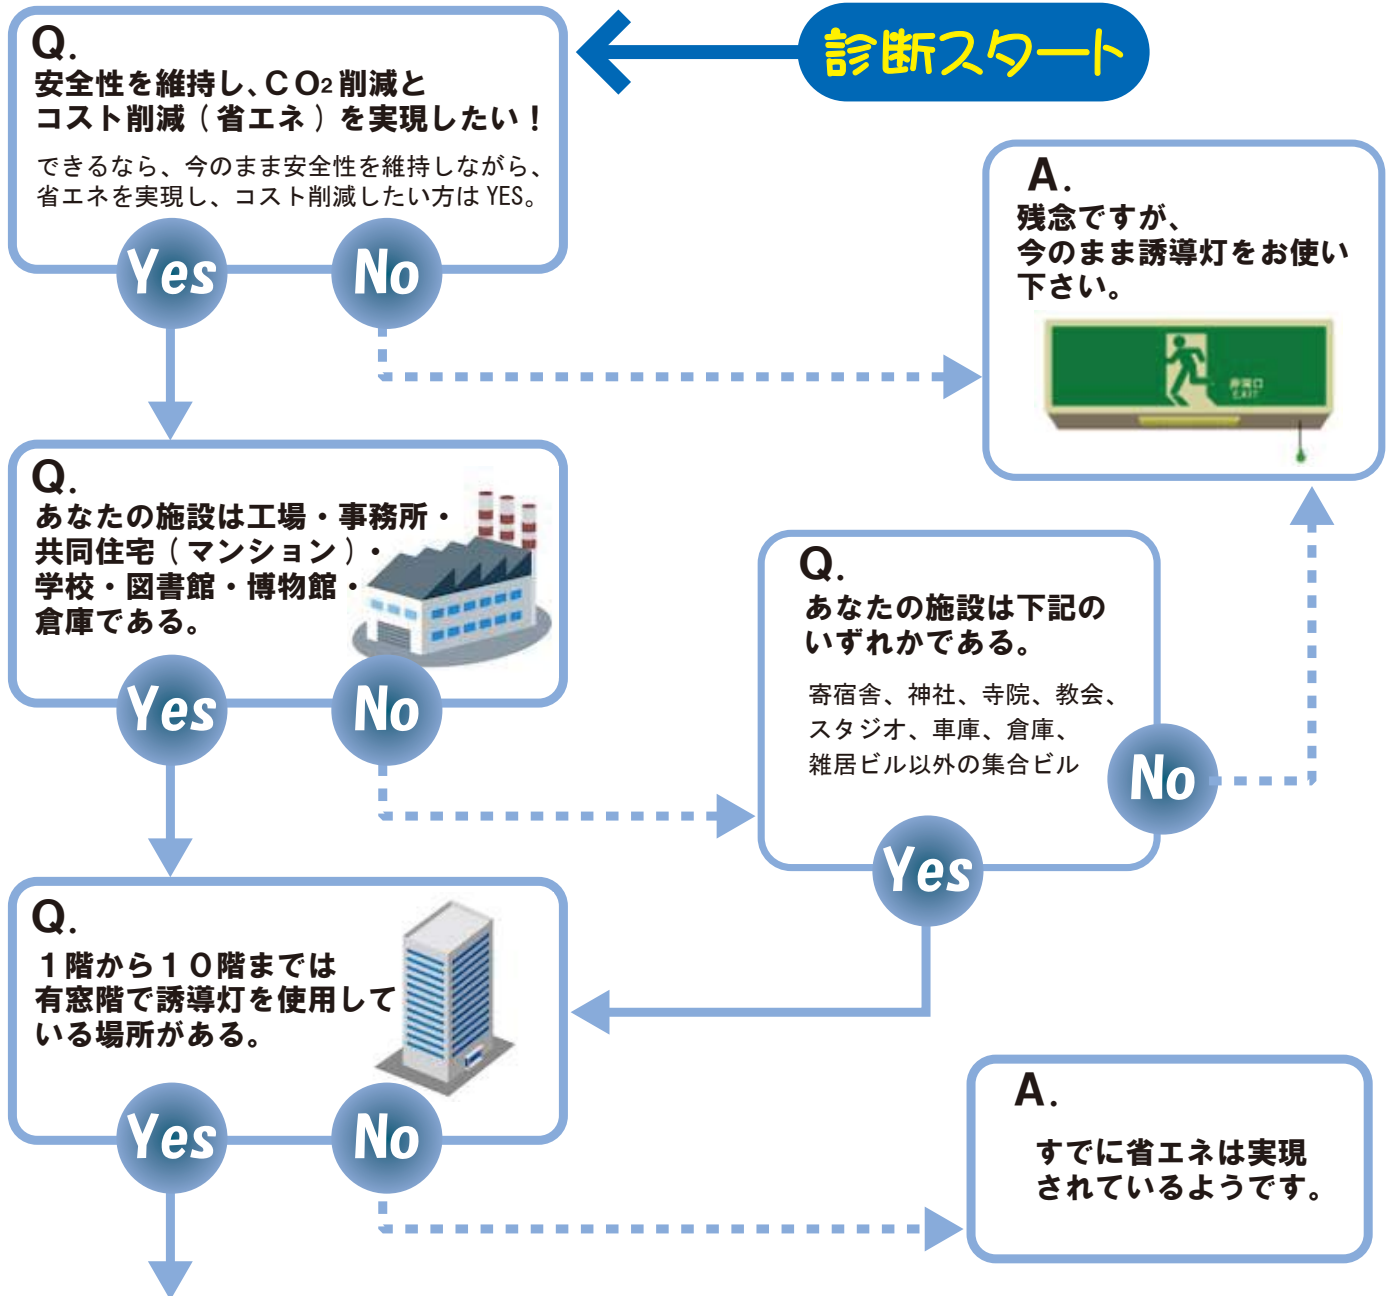 診断スタート
Q.
安全性を維持し、CO2削減と
コスト削減(省エネ)を実現したい！
できるなら、今のまま安全性を維持しながら、
省エネを実現し、コスト削減したい方はYES。
Yes
No
A.
残念ですが、
今のまま誘導灯をお使い
下さい。
非常口
EXIT
Q.
あなたの施設は工場・事務所・
共同住宅(マンション)・
学校・図書館・博物館・
倉庫である。
Yes
No
Q.
あなたの施設は下記の
いずれかである。
寄宿舎、神社、寺院、教会、
スタジオ、車庫、倉庫、
雑居ビル以外の集合ビル
No
Yes
Q.
１階から１０階までは
有窓階で誘導灯を使用して
いる場所がある。
Yes
No
A.
すでに省エネは実現
されているようです。